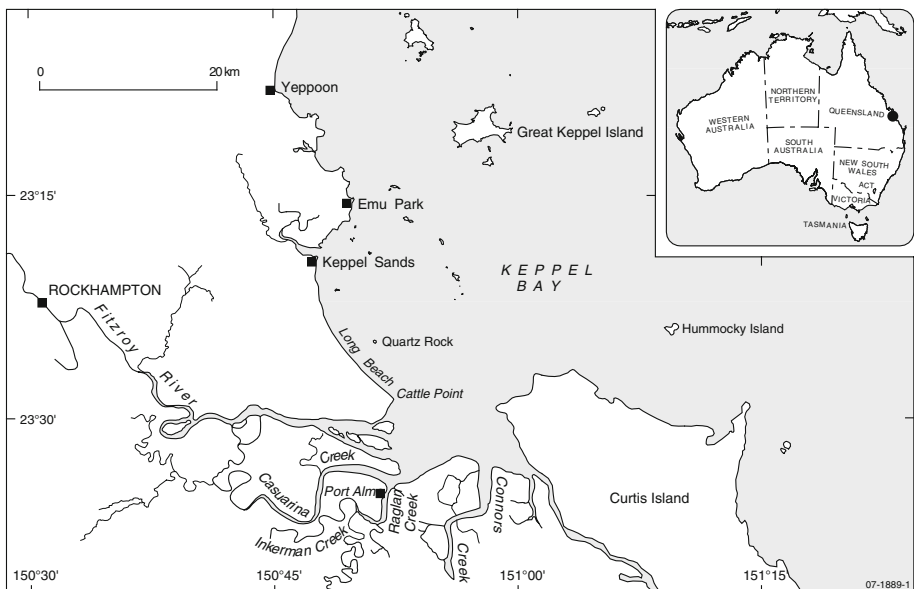 0 20 km
Yeppoon
Great Keppel Island
23°15'
Emu Park
Keppel Sands
KEPPEL
BAY
ROCKHAMPTON
Fitzroy
River
Long Beach
Quartz Rock
Hummocky Island
Cattle Point
23°30'
Creek
Casuarina
Port Alma
Inkerman Creek
Raglan
Creek
Connors
Creek
Curtis Island
150°30' 150°45' 151°00' 151°15'
07-1889-1
WESTERN
AUSTRALIA
NORTHERN
TERRITORY
QUEENSLAND
SOUTH
AUSTRALIA
NEW SOUTH
WALES
ACT
VICTORIA
TASMANIA